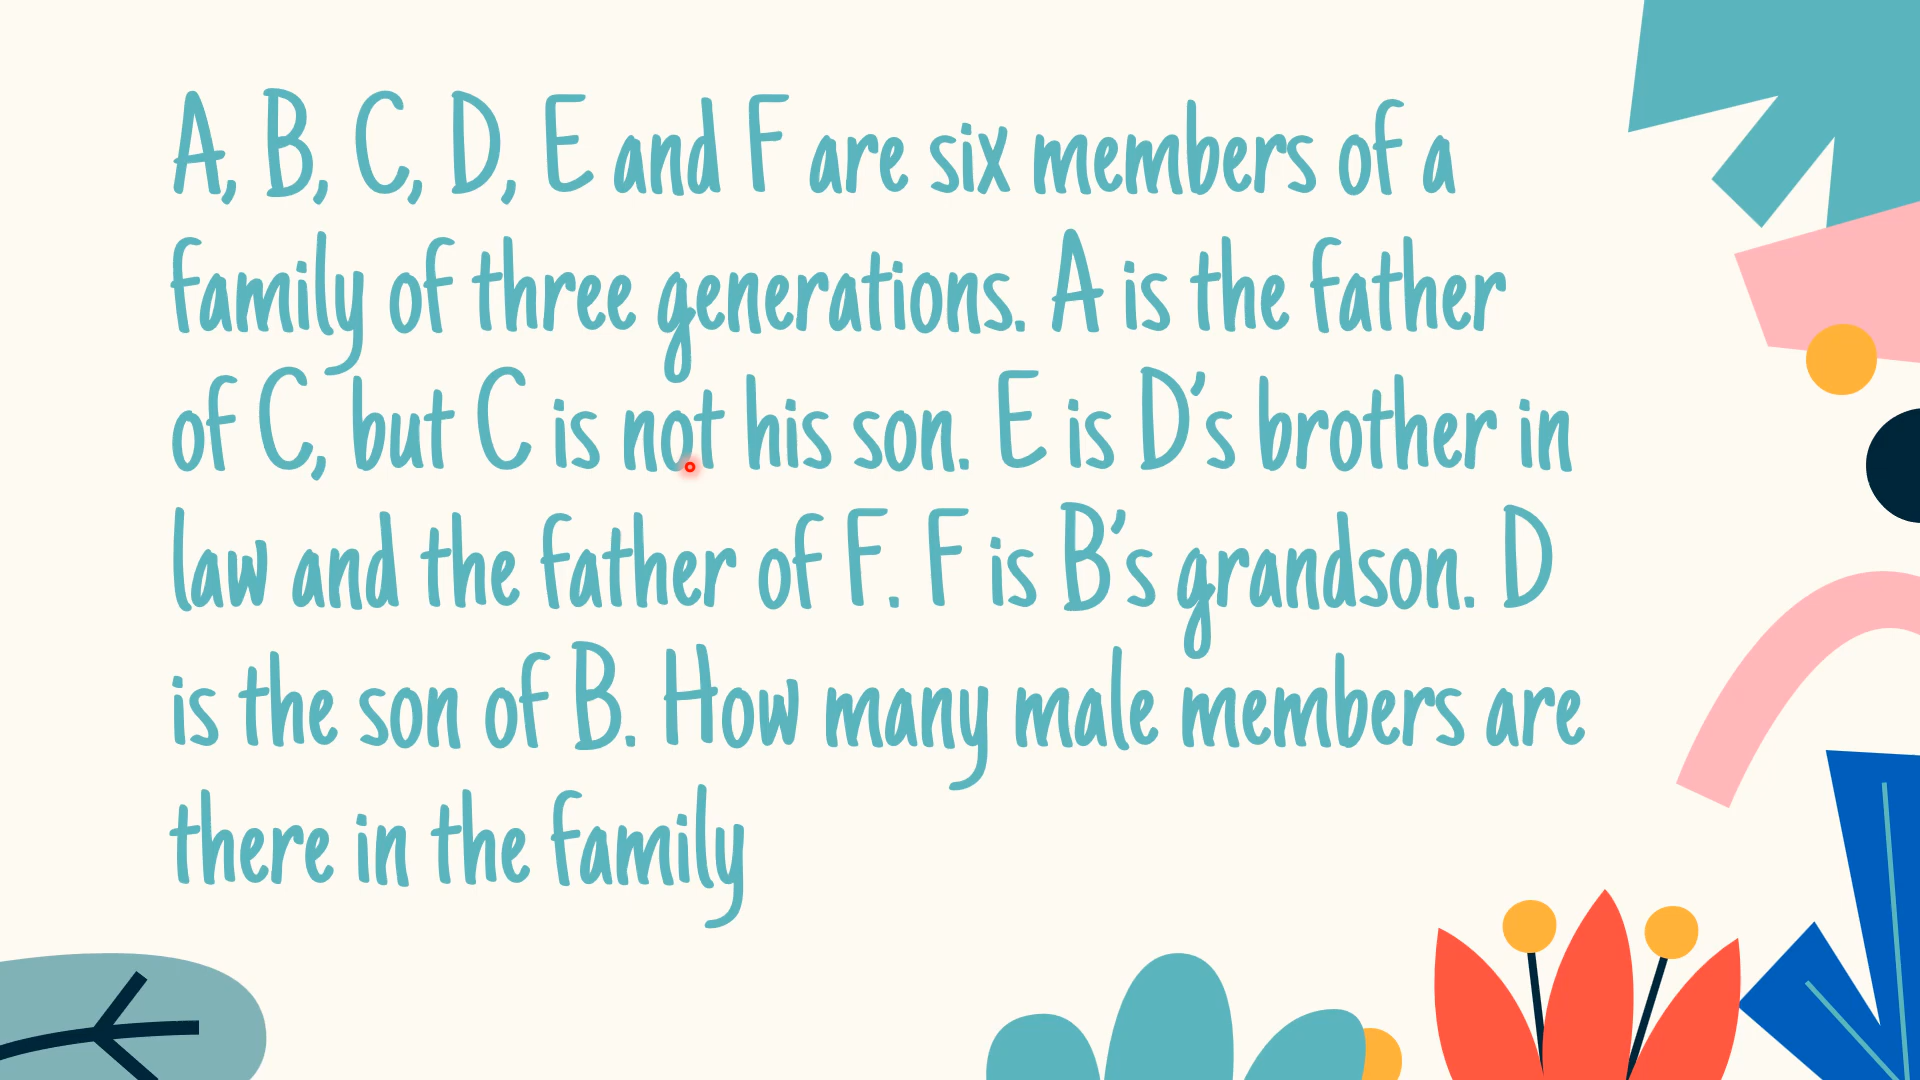 A, B, C, D, E and F are six members of a
family of three generations. A is the father
of C, but C is not his son. E is D's brother in
law and the father of F. F is B's grandson. D
is the son of B. How many male members are
there in the family